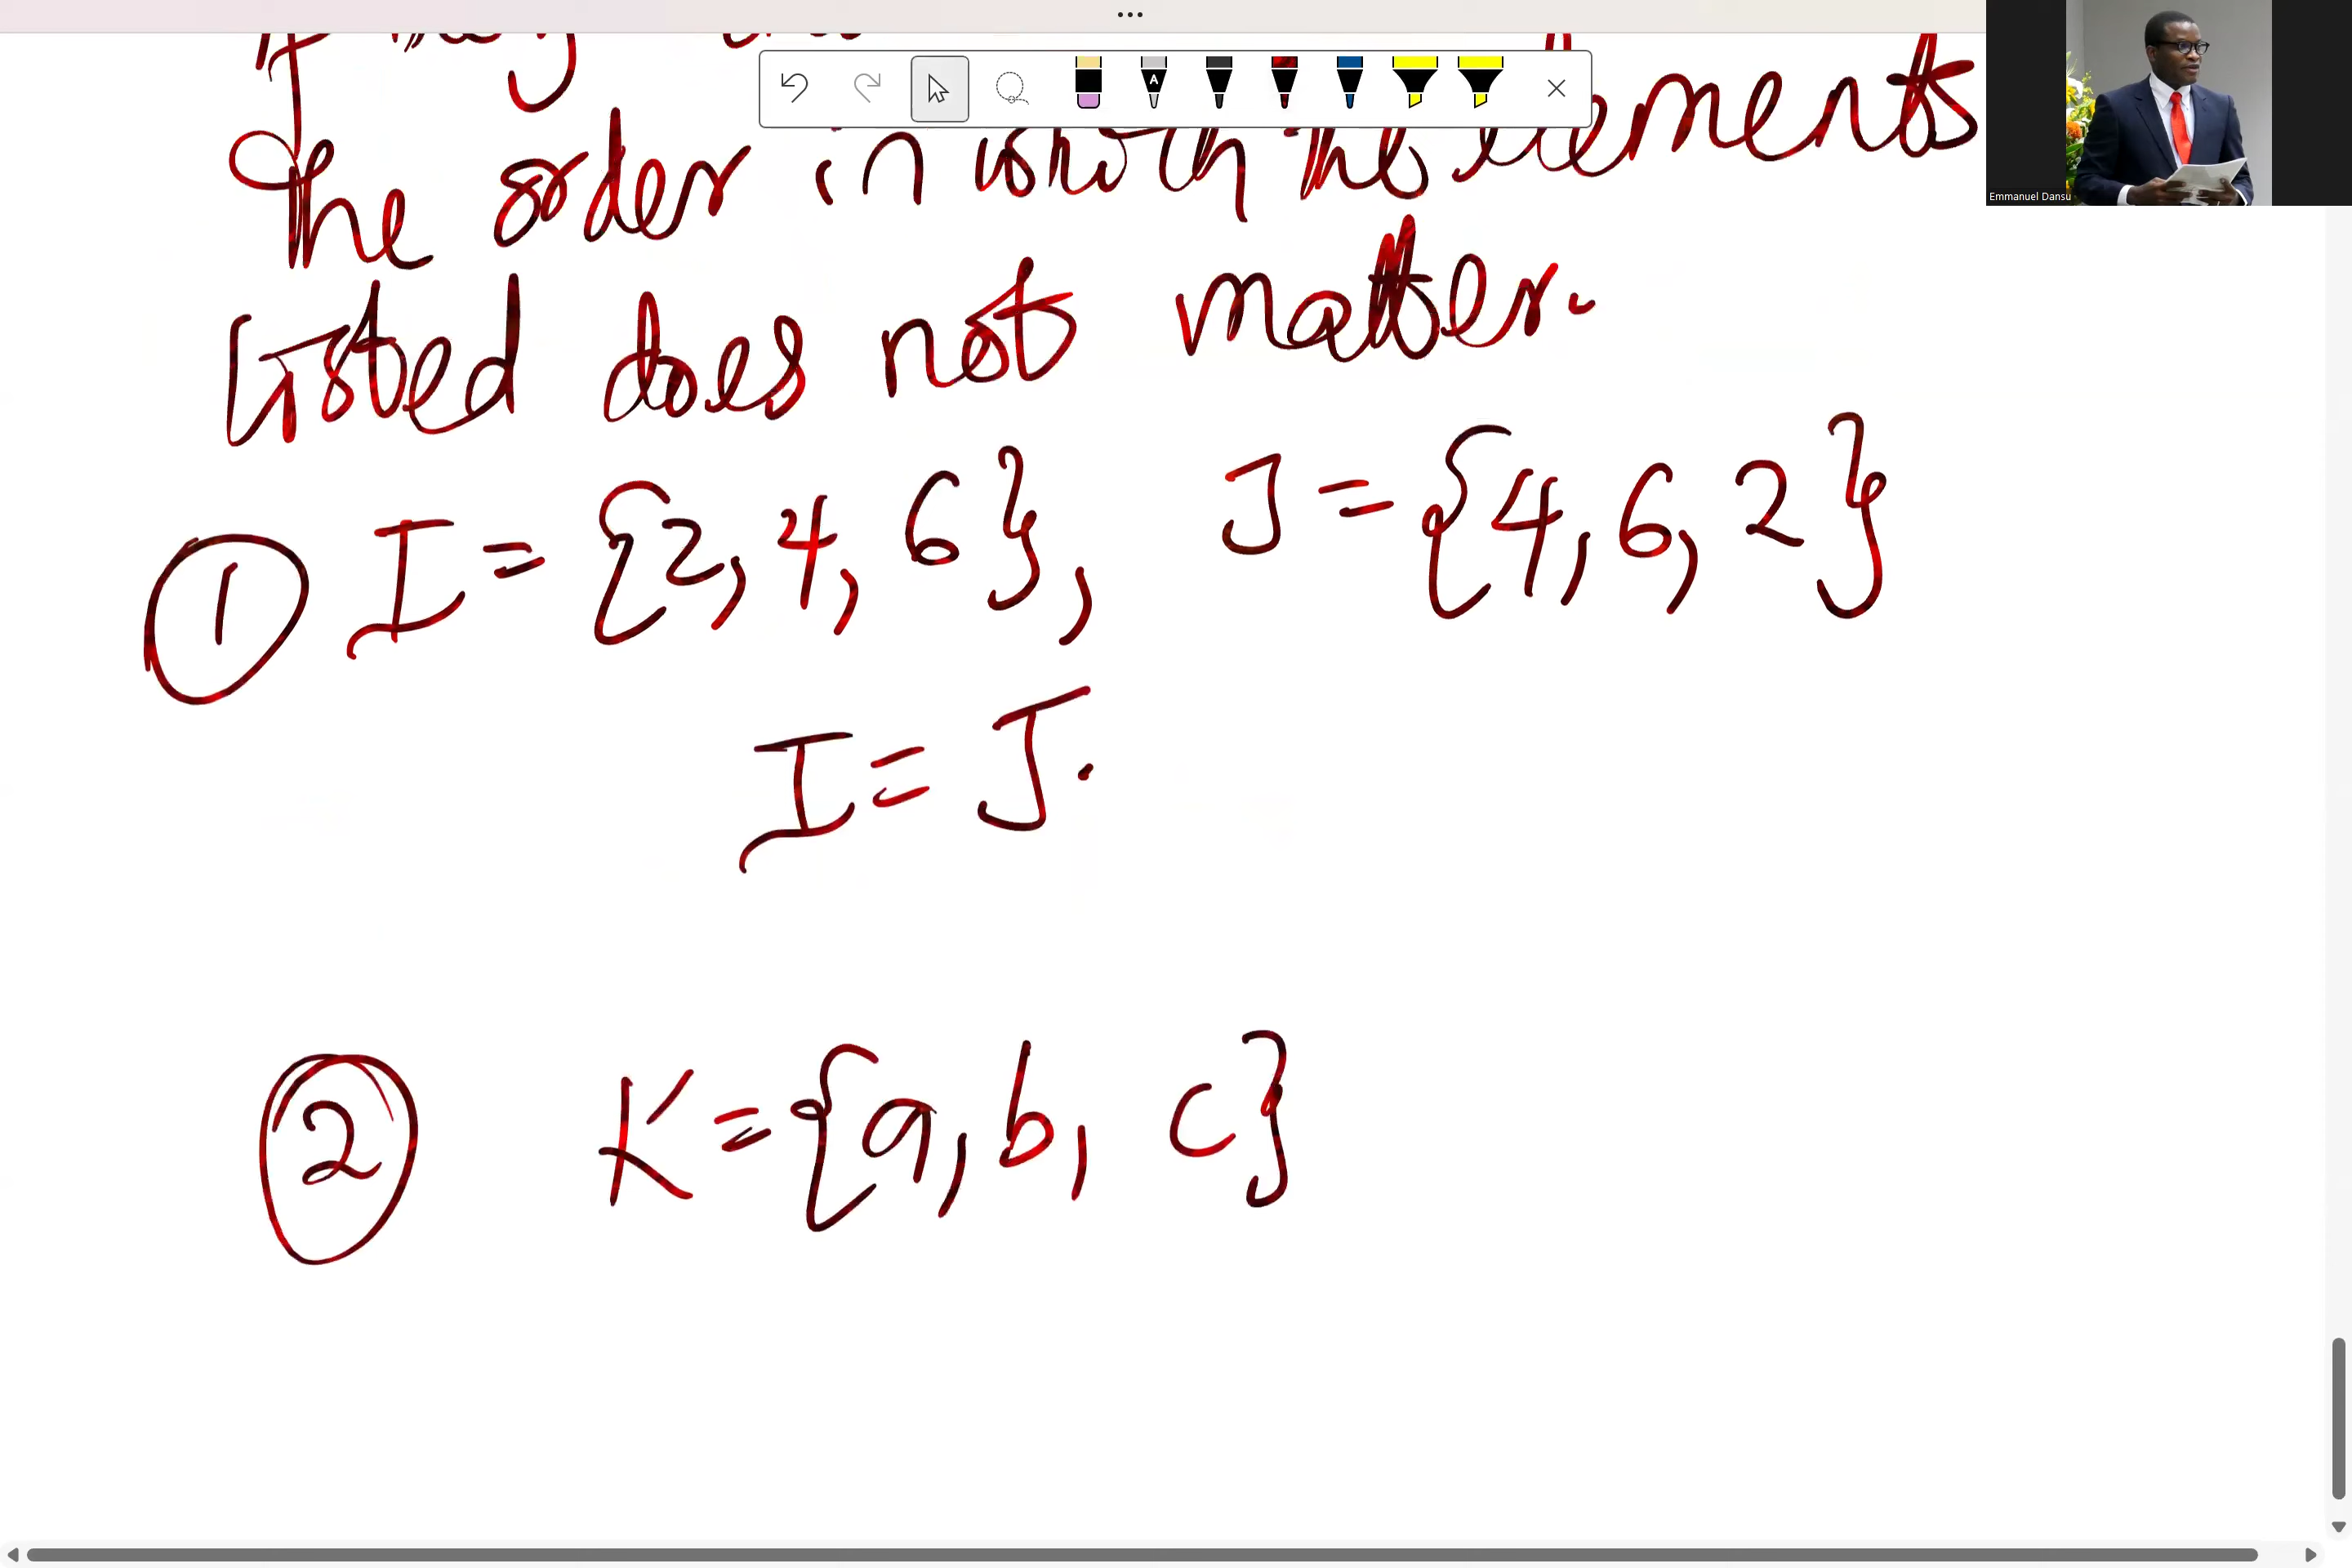 Emmanuel Dansu
The order in which the elements
listed does not matter.
① I = {2, 4, 6}, J = {4, 6, 2}
I = J.
② K = {a, b, c}